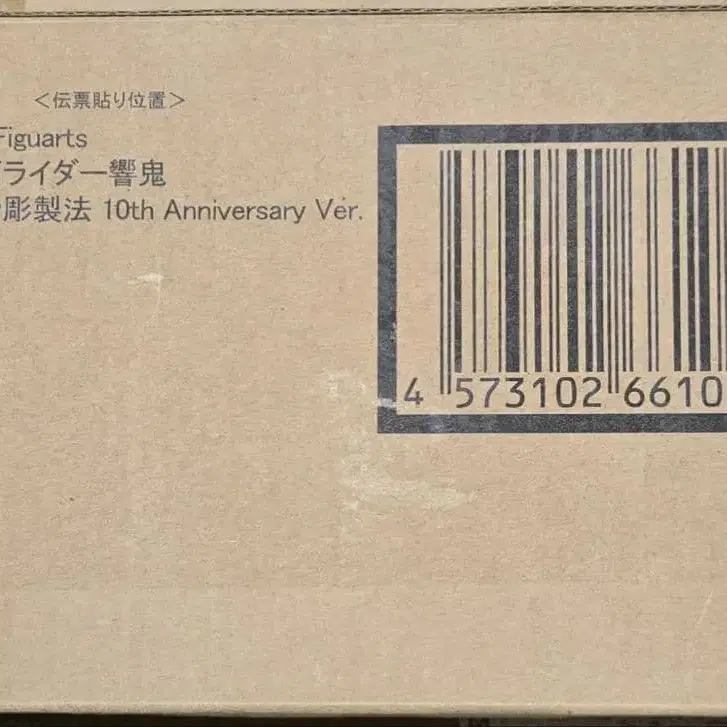 ＜伝票貼り位置＞
Figuarts
ライダー響鬼
彫製法 10th Anniversary Ver.
4 573102 6610